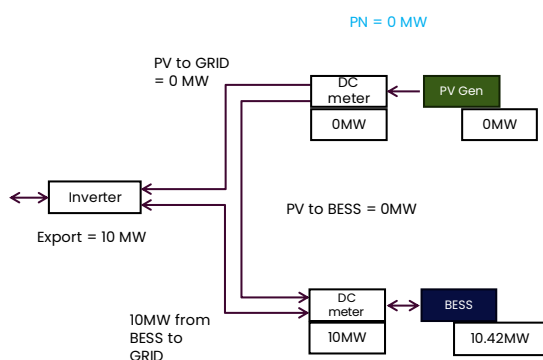 PN = 0 MW
PV to GRID
= 0 MW
DC
meter
PV Gen
0MW
0MW
Inverter
PV to BESS = 0MW
Export = 10 MW
DC
meter
BESS
10MW
10.42MW
10MW from
BESS to
GRID